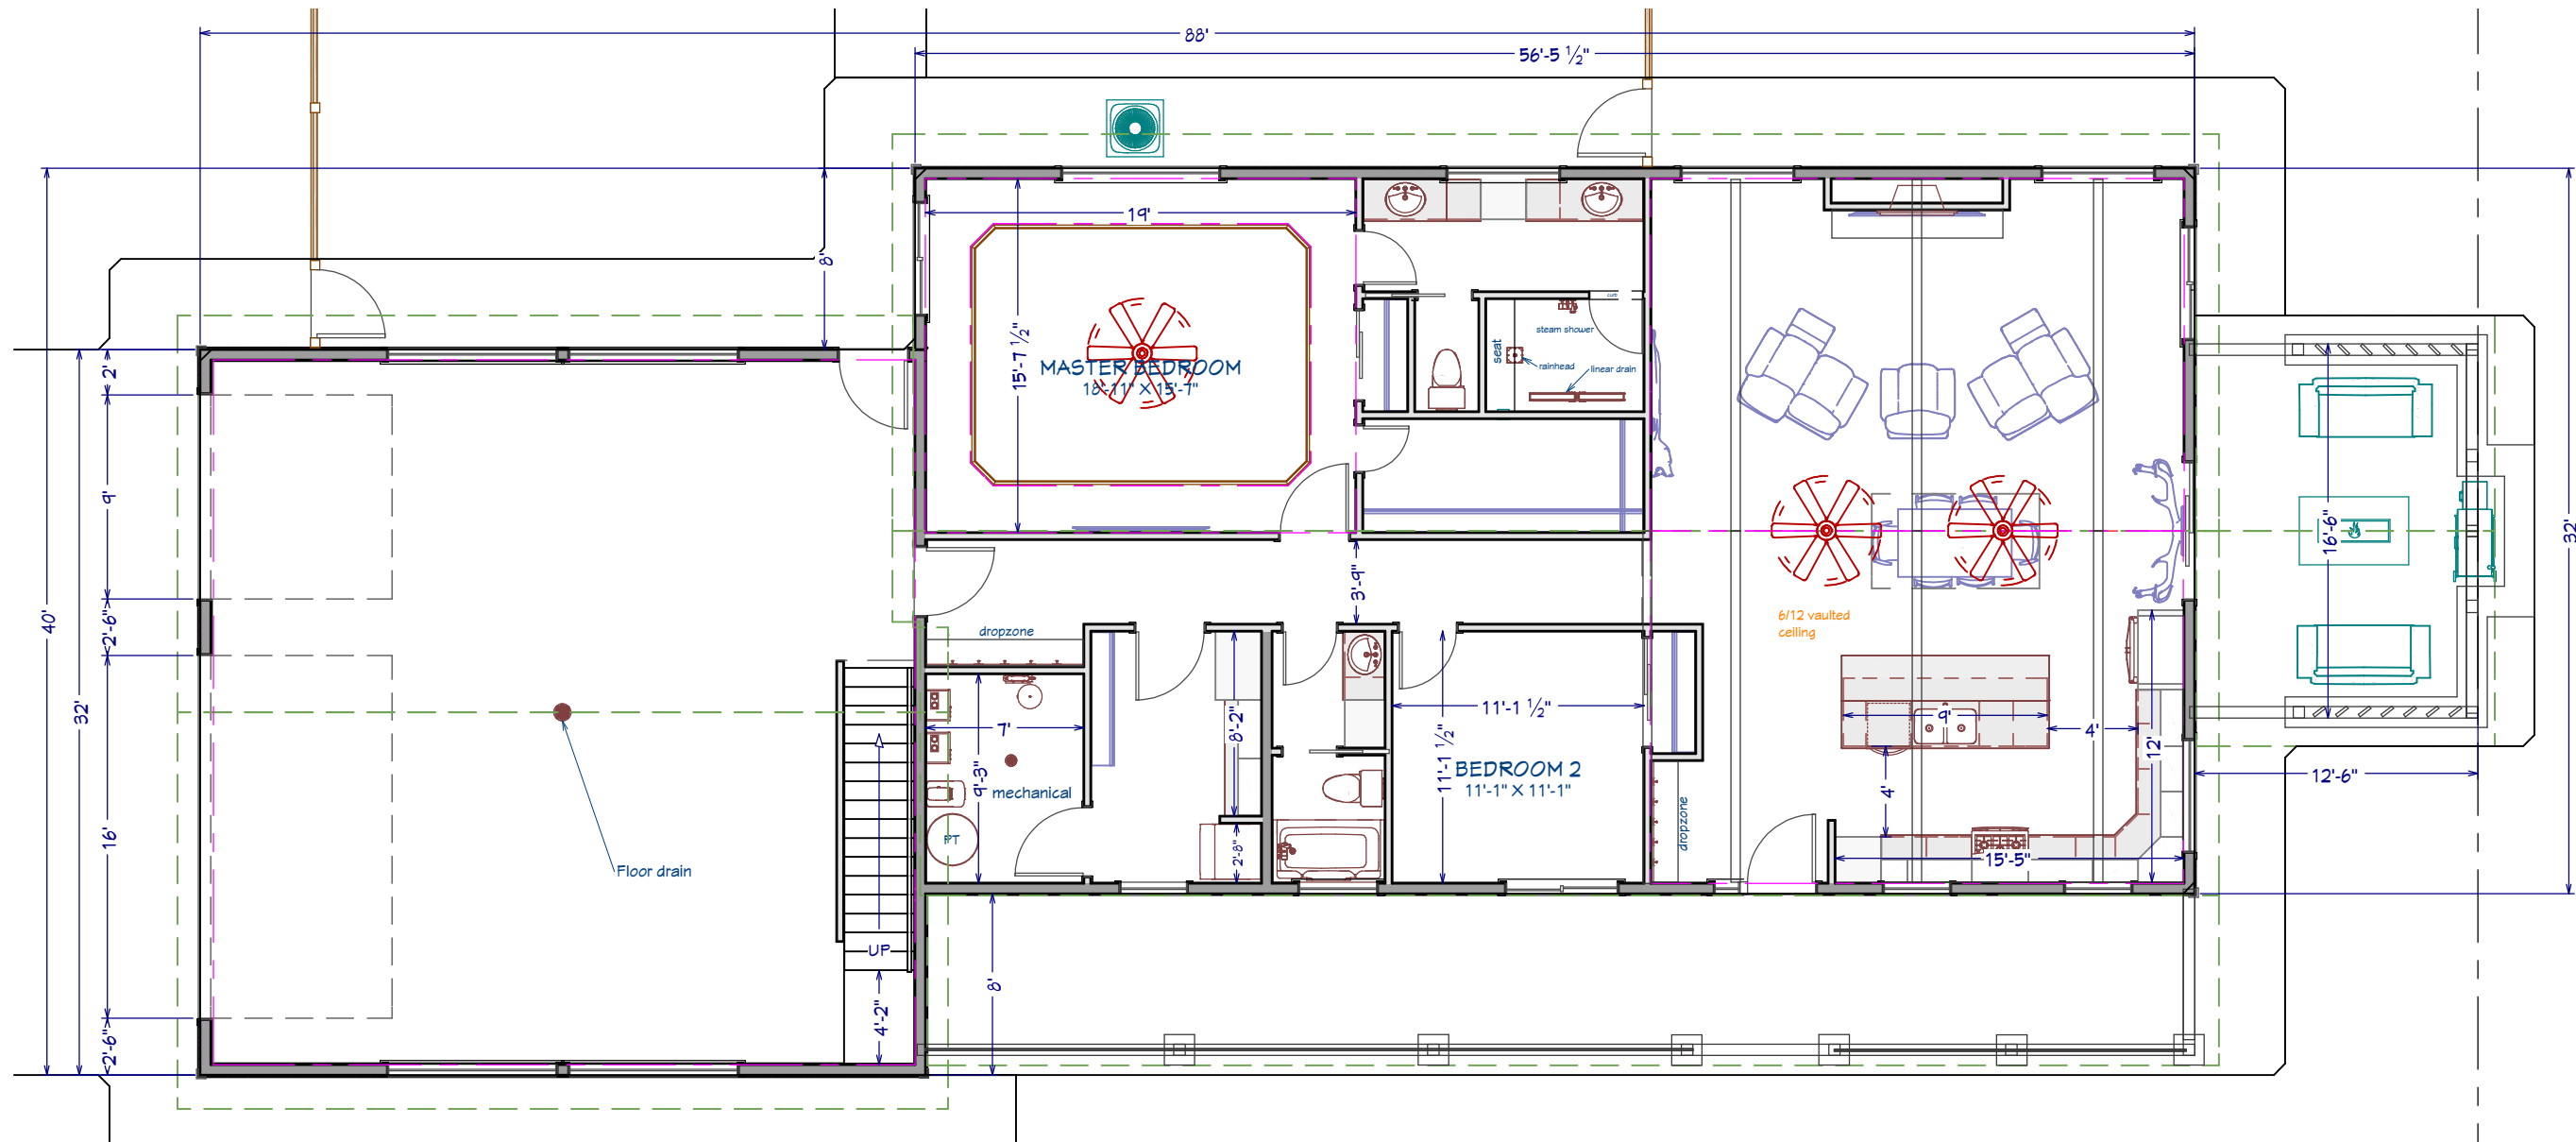 88'
56'-5 ½"
8'
19'
15'-7 ½"
MASTER BEDROOM
18'-11" X 15'-7"
curb
steam shower
seat
rainhead
linear drain
2'
9'
2'-6"
16'
2'-6"
40'
32'
32'
16'-6"
3'-9"
6/12 vaulted
ceiling
dropzone
7'
9'-3"
mechanical
PT
8'-2"
2'-8"
11'-1 ½"
11'-1 ½"
BEDROOM 2
11'-1" X 11'-1"
dropzone
9'
4'
4'
12'
15'-5"
12'-6"
Floor drain
UP
4'-2"
8'